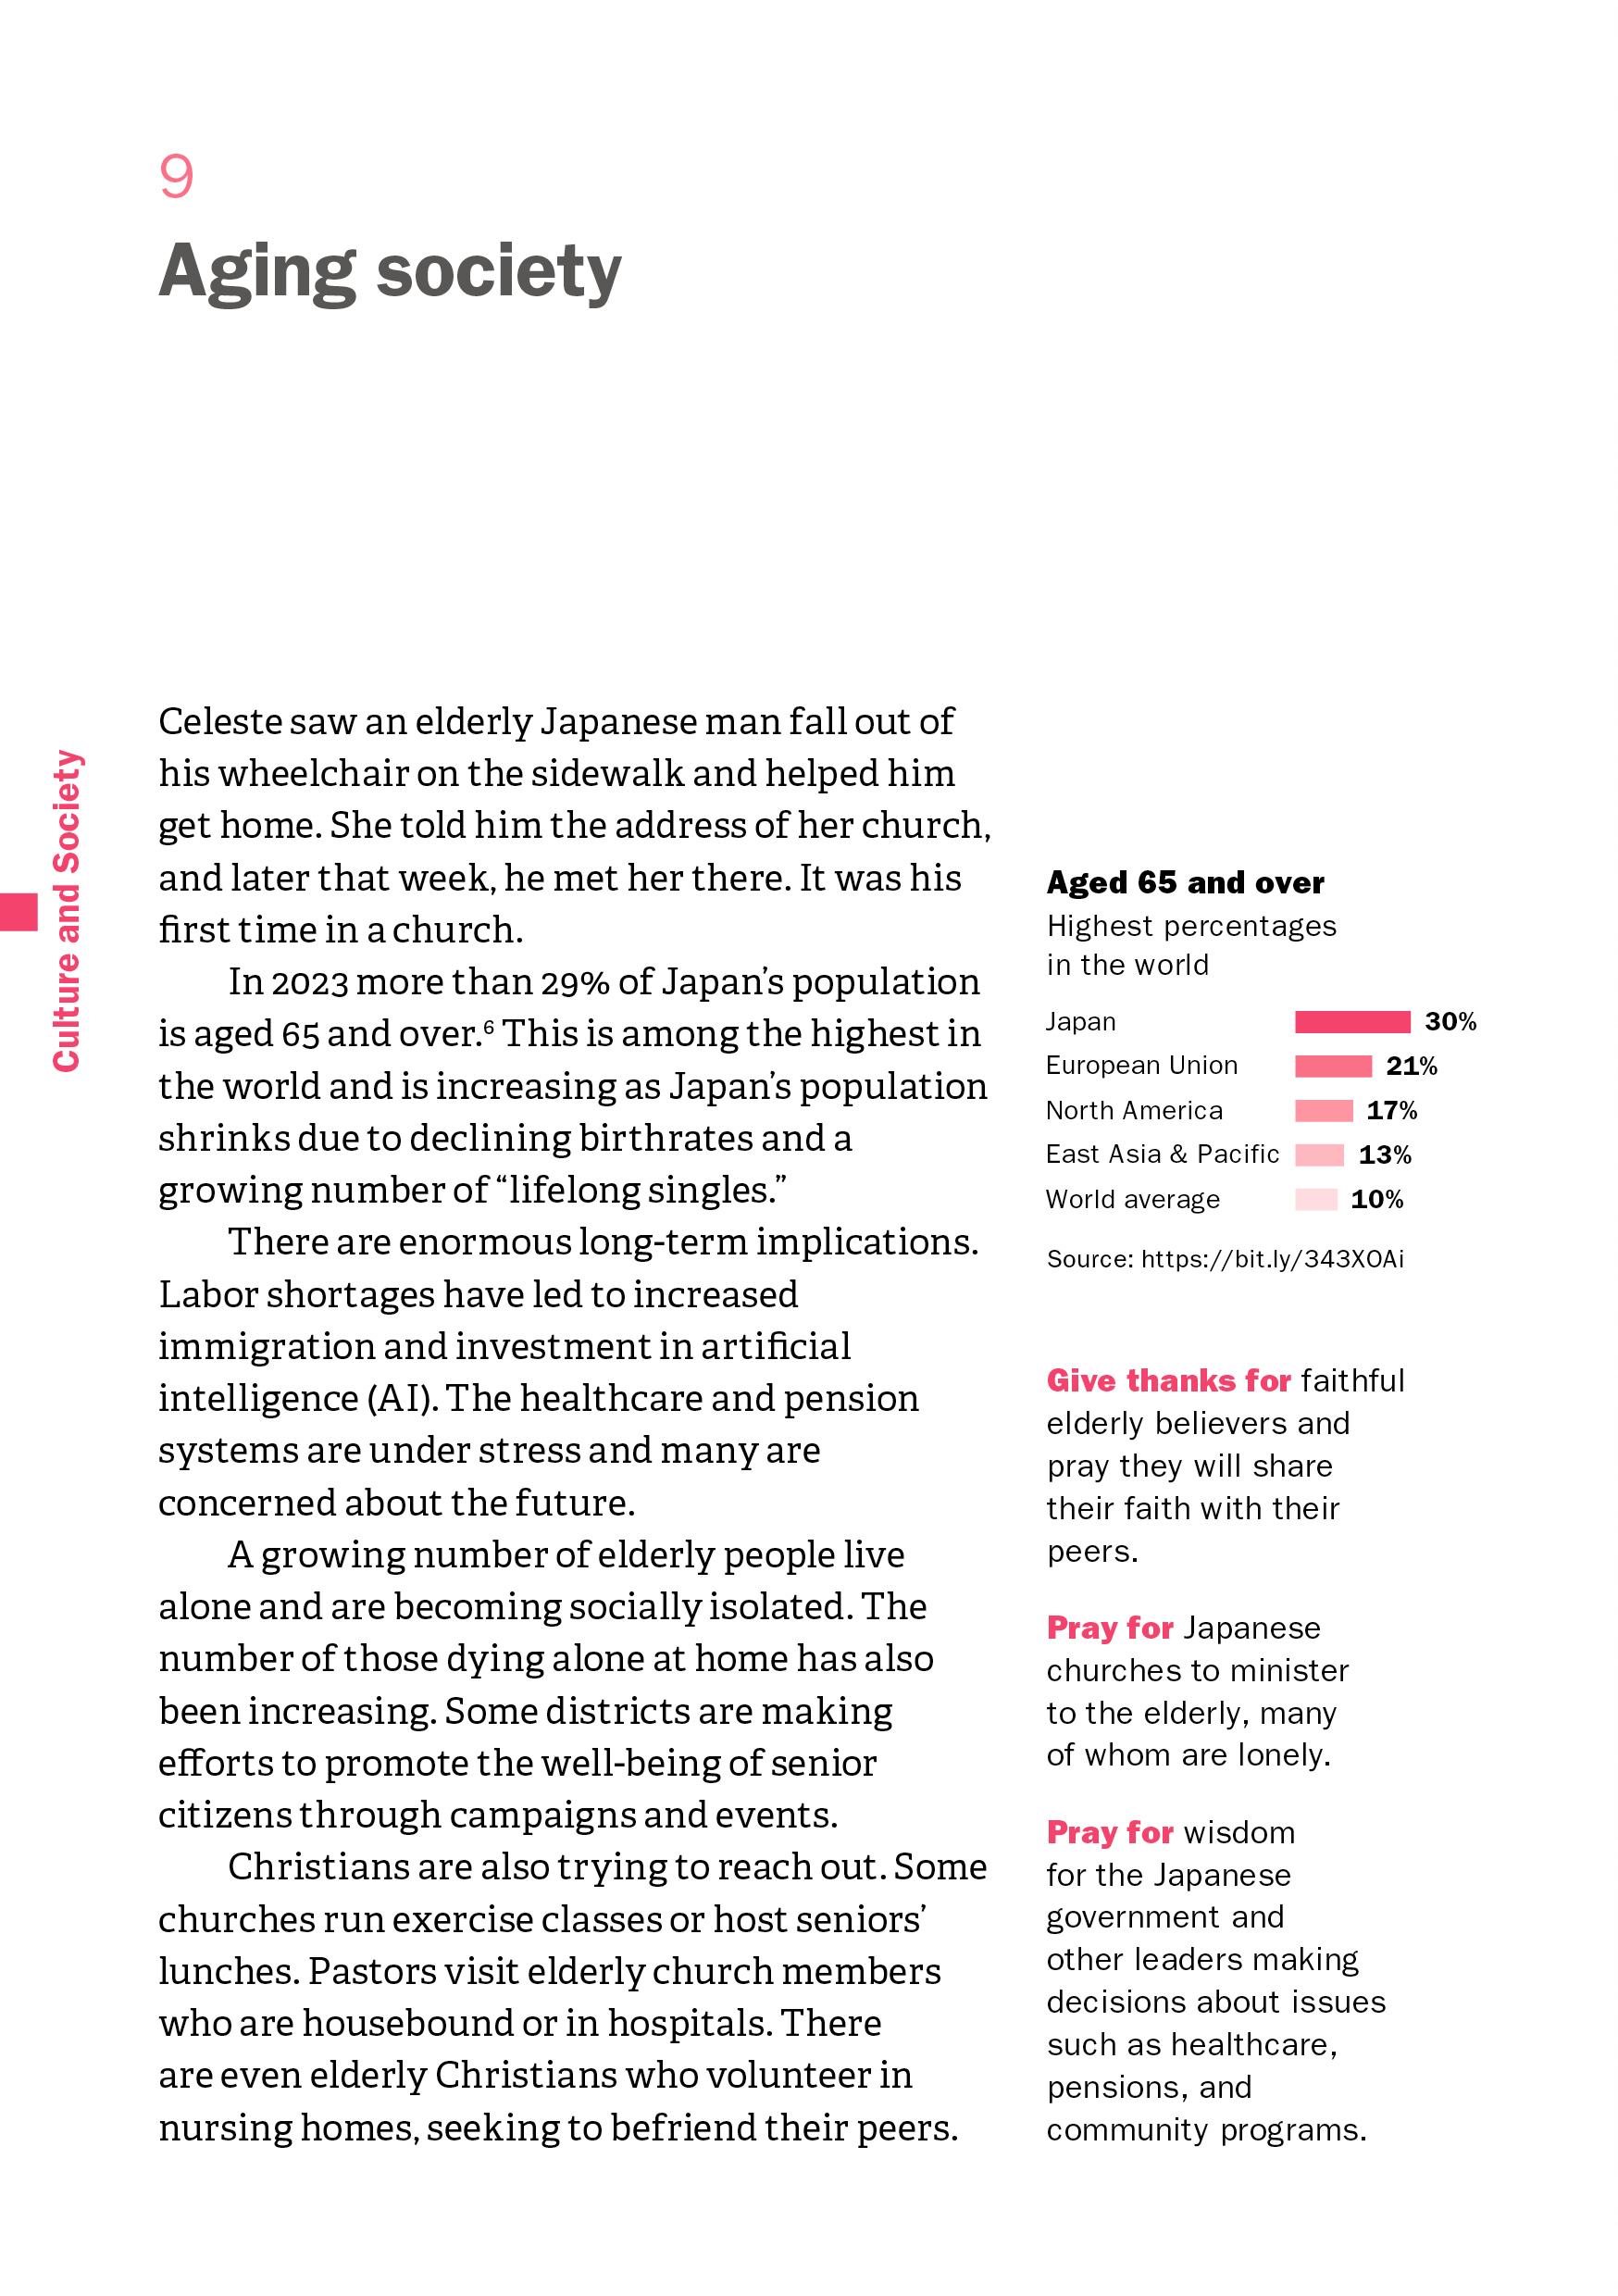 9
Aging society
Culture and Society
Celeste saw an elderly Japanese man fall out of
his wheelchair on the sidewalk and helped him
get home. She told him the address of her church,
and later that week, he met her there. It was his
first time in a church.
In 2023 more than 29% of Japan’s population
is aged 65 and over.6 This is among the highest in
the world and is increasing as Japan’s population
shrinks due to declining birthrates and a
growing number of “lifelong singles.”
There are enormous long-term implications.
Labor shortages have led to increased
immigration and investment in artificial
intelligence (AI). The healthcare and pension
systems are under stress and many are
concerned about the future.
A growing number of elderly people live
alone and are becoming socially isolated. The
number of those dying alone at home has also
been increasing. Some districts are making
efforts to promote the well-being of senior
citizens through campaigns and events.
Christians are also trying to reach out. Some
churches run exercise classes or host seniors’
lunches. Pastors visit elderly church members
who are housebound or in hospitals. There
are even elderly Christians who volunteer in
nursing homes, seeking to befriend their peers.
Aged 65 and over
Highest percentages
in the world
Japan 30%
European Union 21%
North America 17%
East Asia & Pacific 13%
World average 10%
Source: https://bit.ly/343XOAi
Give thanks for faithful
elderly believers and
pray they will share
their faith with their
peers.
Pray for Japanese
churches to minister
to the elderly, many
of whom are lonely.
Pray for wisdom
for the Japanese
government and
other leaders making
decisions about issues
such as healthcare,
pensions, and
community programs.